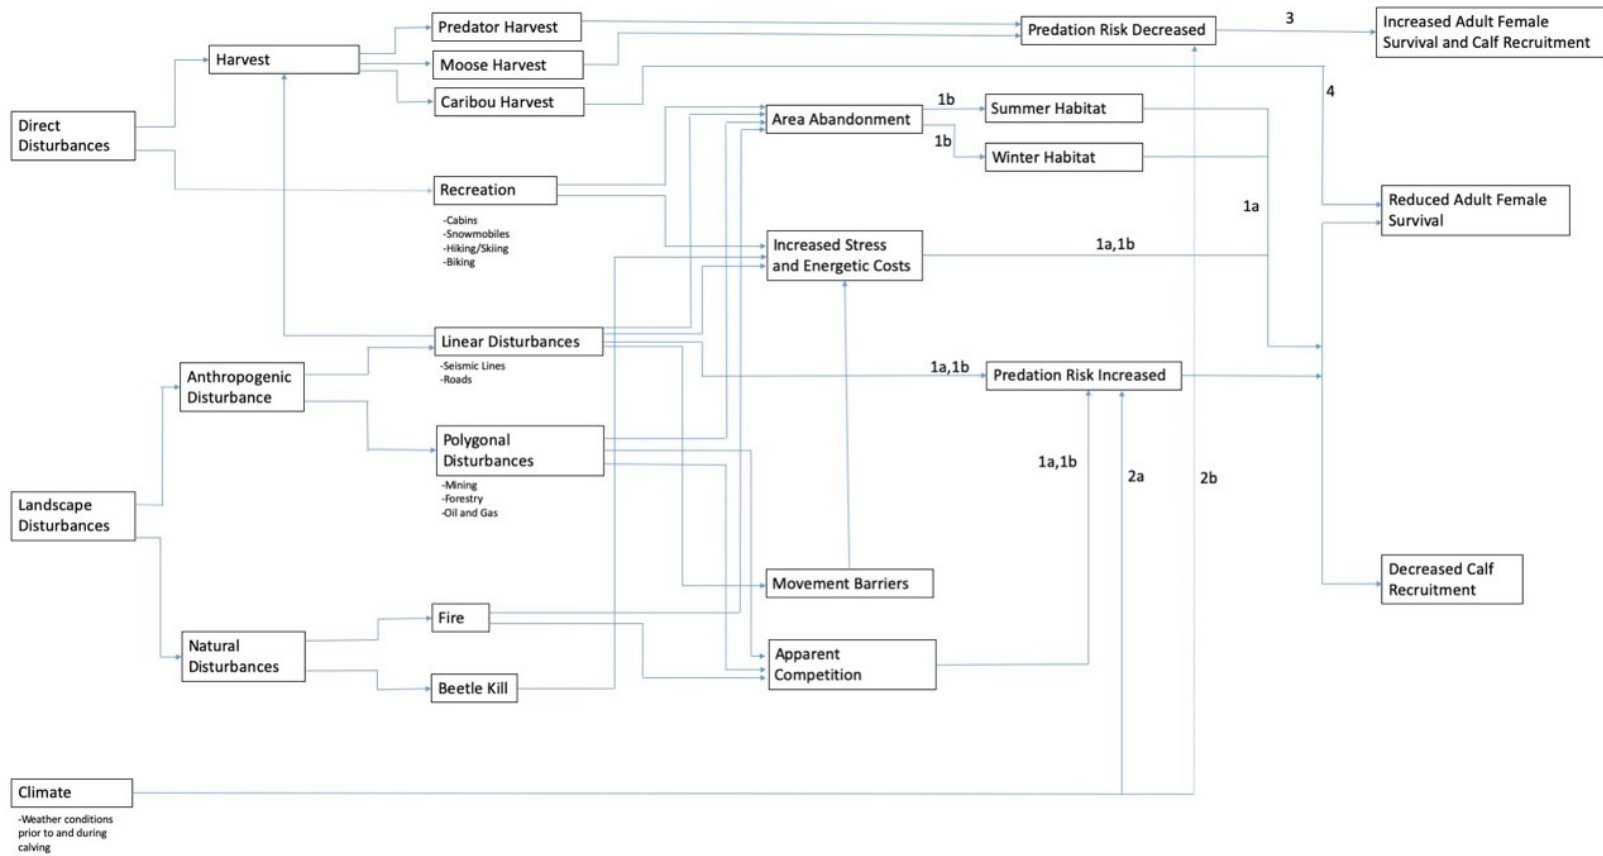 Predator Harvest
Predation Risk Decreased
3
Increased Adult Female
Survival and Calf Recruitment
Harvest
Moose Harvest
Caribou Harvest
4
Direct
Disturbances
Area Abandonment
1b
Summer Habitat
1b
Winter Habitat
Recreation
-Cabins
-Snowmobiles
-Hiking/Skiing
-Biking
1a
Reduced Adult Female
Survival
Increased Stress
and Energetic Costs
1a,1b
Linear Disturbances
-Seismic Lines
-Roads
Anthropogenic
Disturbance
1a,1b
Predation Risk Increased
Polygonal
Disturbances
-Mining
-Forestry
-Oil and Gas
1a,1b
2a
2b
Landscape
Disturbances
Movement Barriers
Decreased Calf
Recruitment
Fire
Natural
Disturbances
Apparent
Competition
Beetle Kill
Climate
-Weather conditions
prior to and during
calving